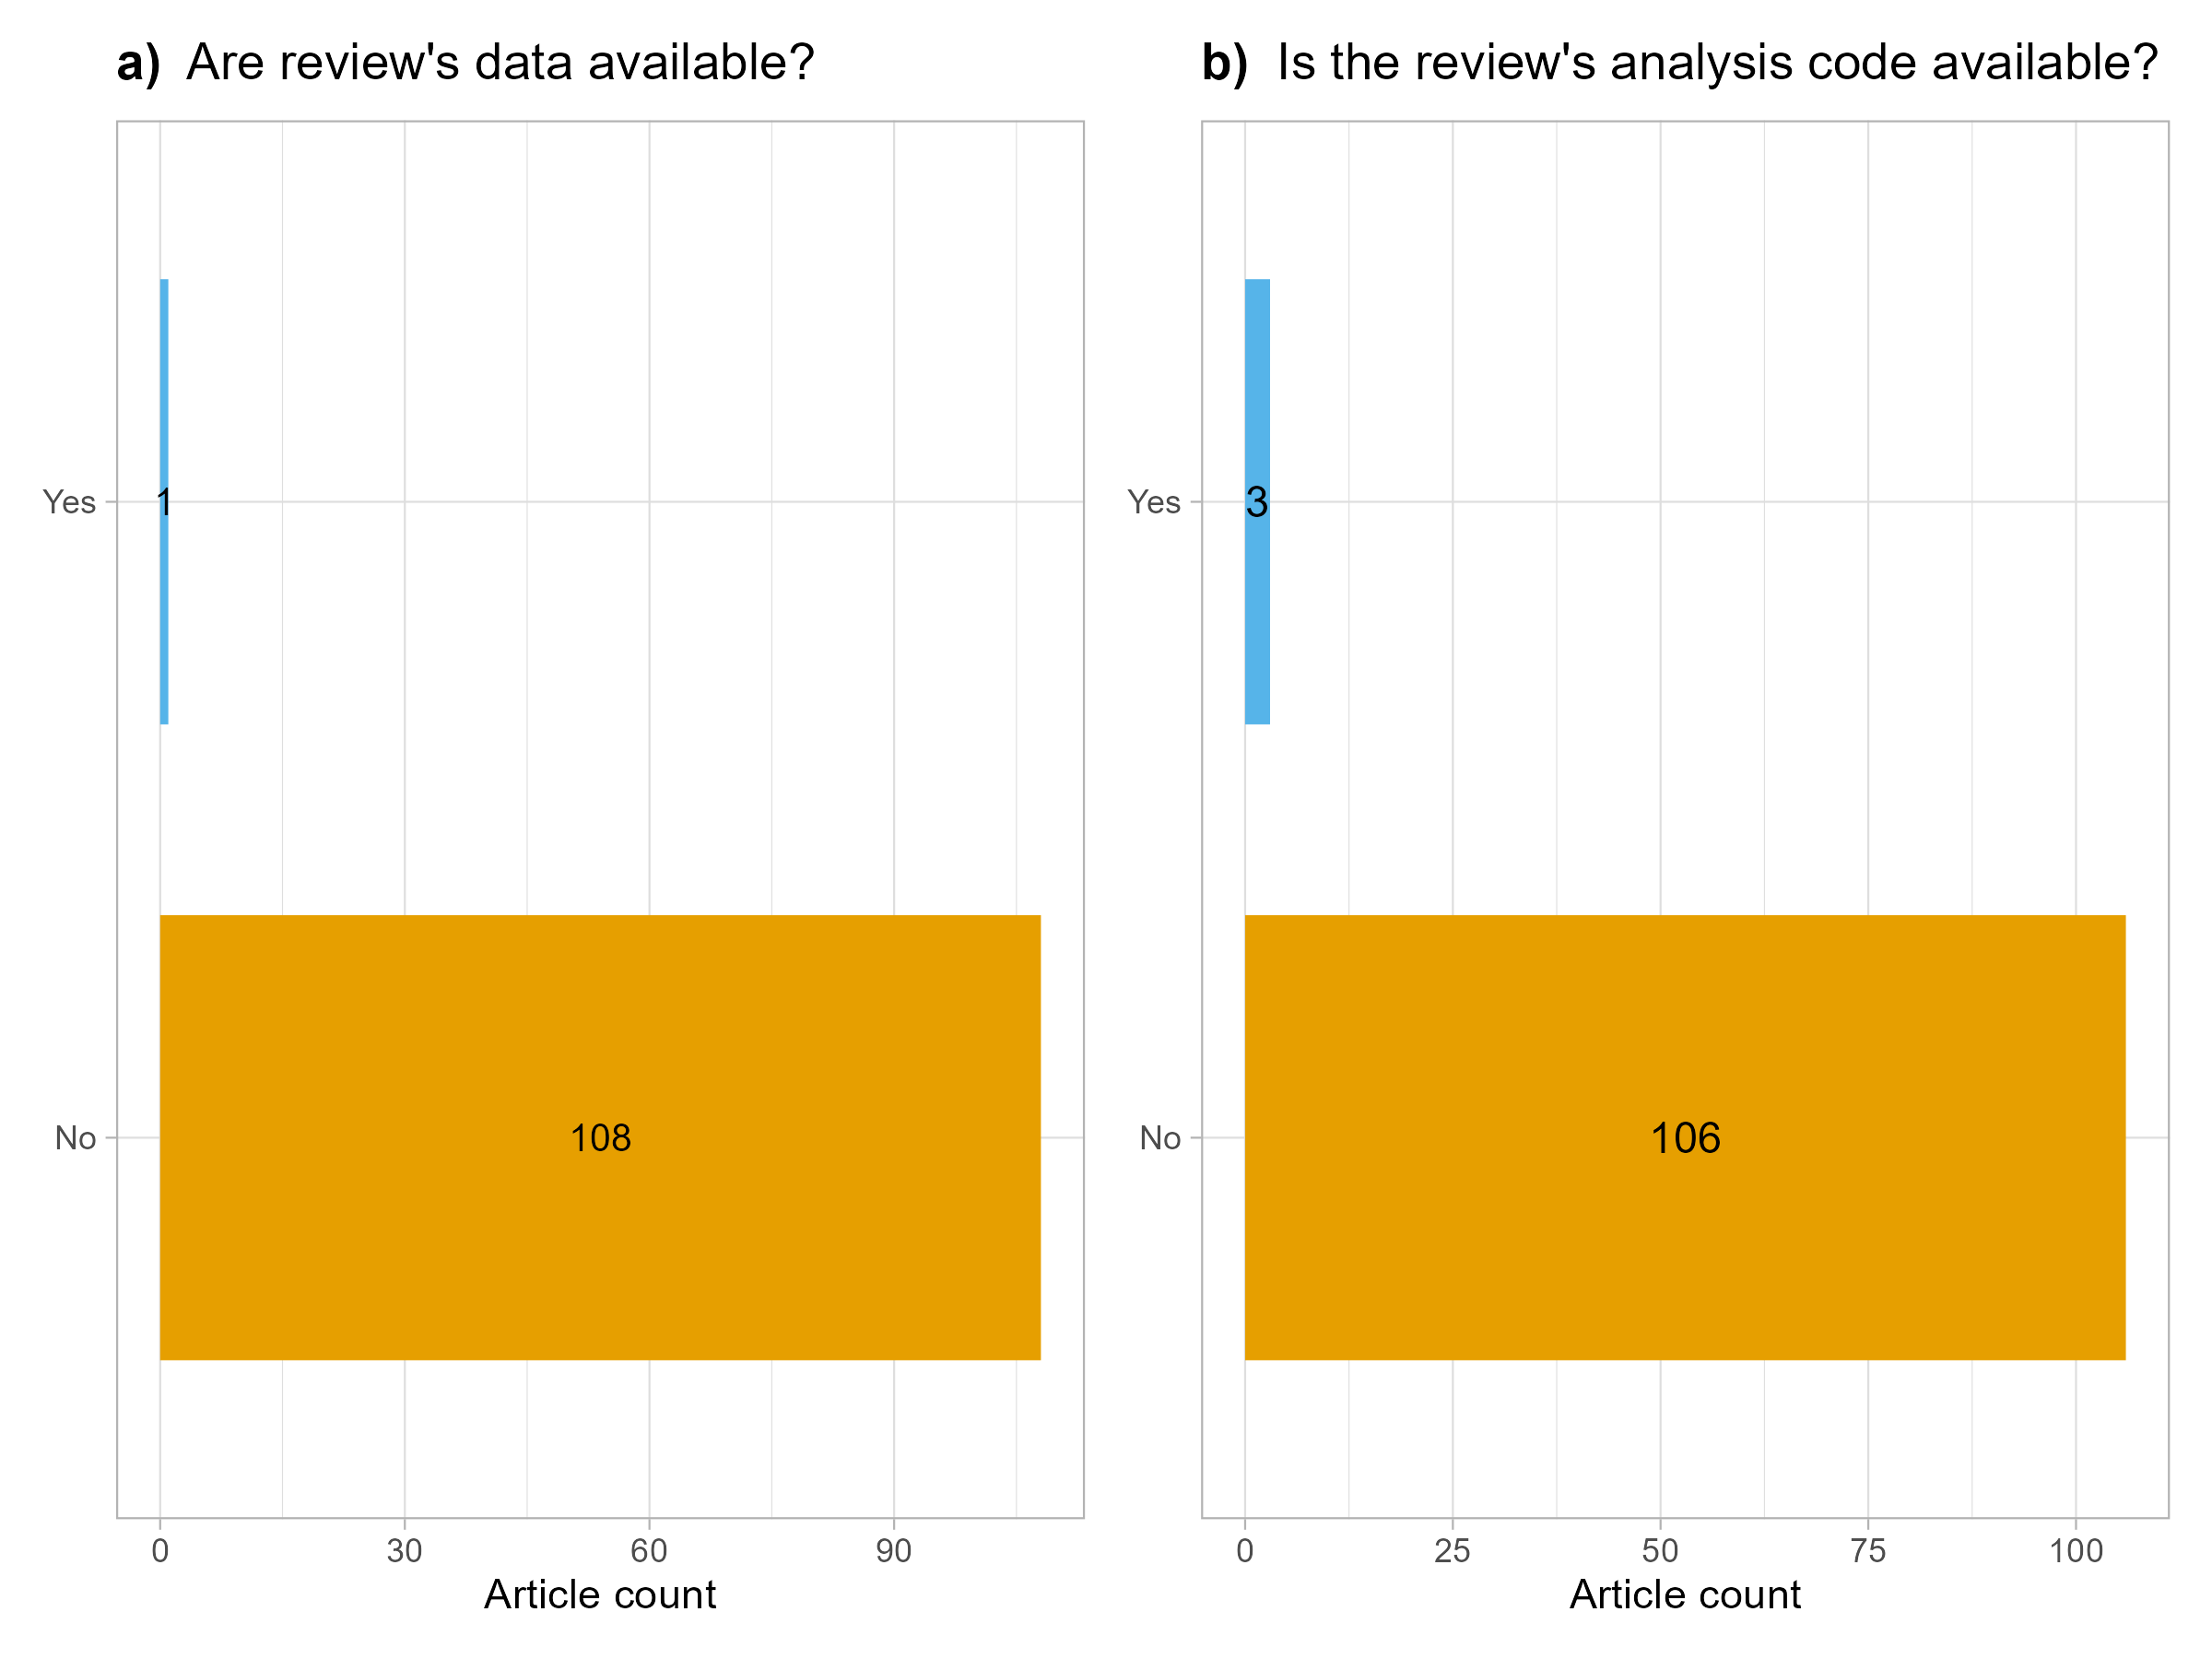 a) Are review's data available?
Yes
1
No
108
0 30 60 90
Article count
b) Is the review's analysis code available?
Yes
3
No
106
0 25 50 75 100
Article count